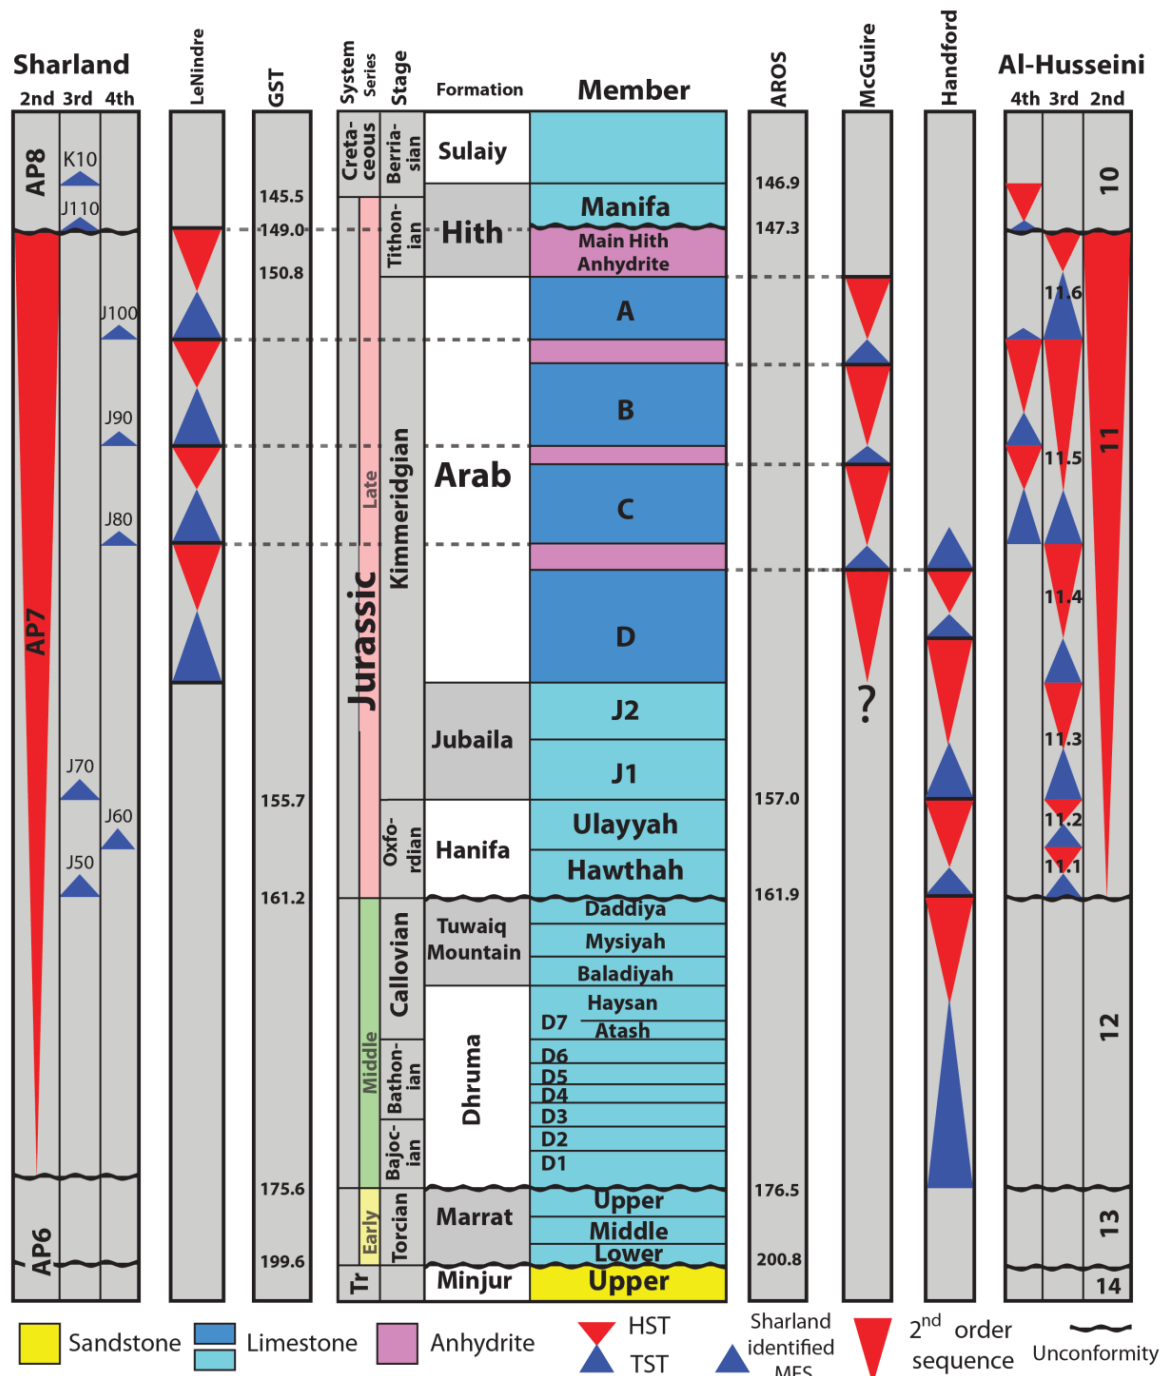 Sharland
2nd 3rd 4th
LeNindre
GST
System
Series
Stage
Formation
Member
AROS
McGuire
Handford
Al-Husseini
4th 3rd 2nd
AP8
K10
J110
AP7
J100
J90
J80
J70
J60
J50
AP6
145.5
149.0
150.8
155.7
161.2
175.6
199.6
Creta-
ceous
Jurassic
Tr
Late
Middle
Early
Berria-
sian
Tithon-
ian
Kimmeridgian
Oxfo-
rdian
Callovian
Bathon-
ian
Bajoc-
ian
Torcian
Sulaiy
Hith
Arab
Jubaila
Hanifa
Tuwaiq
Mountain
Dhruma
Marrat
Minjur
Manifa
Main Hith
Anhydrite
A
B
C
D
J2
J1
Ulayyah
Hawthah
Daddiya
Mysiyah
Baladiyah
Haysan
D7
Atash
D6
D5
D4
D3
D2
D1
Upper
Middle
Lower
Upper
146.9
147.3
157.0
161.9
176.5
200.8
?
11.6
11.5
11.4
11.3
11.2
11.1
10
11
12
13
14
Sandstone
Limestone
Anhydrite
HST
TST
Sharland
identified
MFS
2nd order
sequence
Unconformity